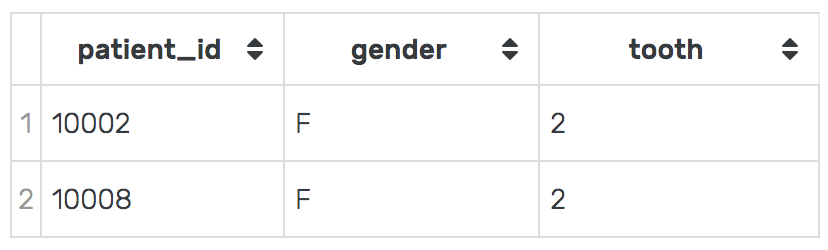 patient_id gender tooth
1 10002 F 2
2 10008 F 2